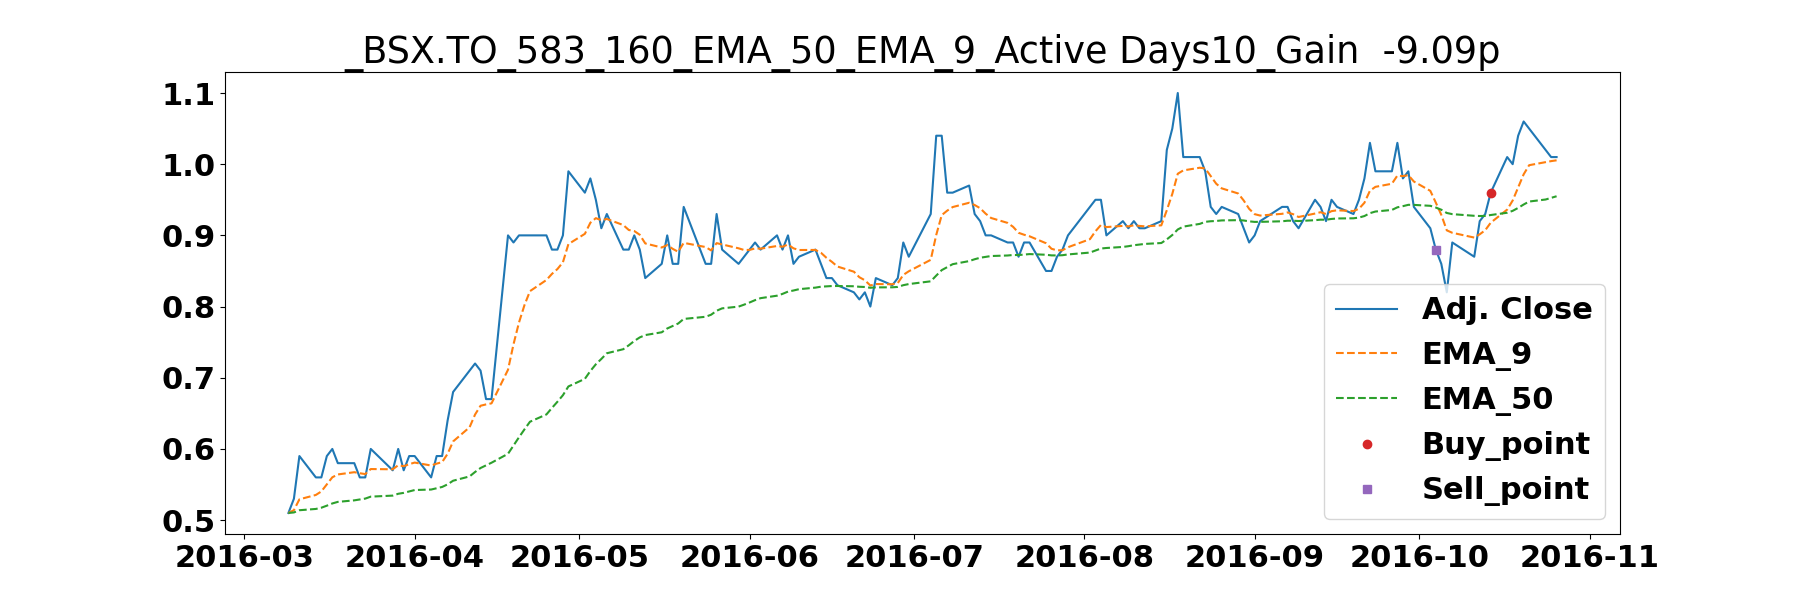 _BSX.TO_583_160_EMA_50_EMA_9_Active Days10_Gain  -9.09p
1.1
1.0
0.9
0.8
0.7
0.6
0.5
Adj. Close
EMA_9
EMA_50
Buy_point
Sell_point
2016-03 2016-04 2016-05 2016-06 2016-07 2016-08 2016-09 2016-10 2016-11